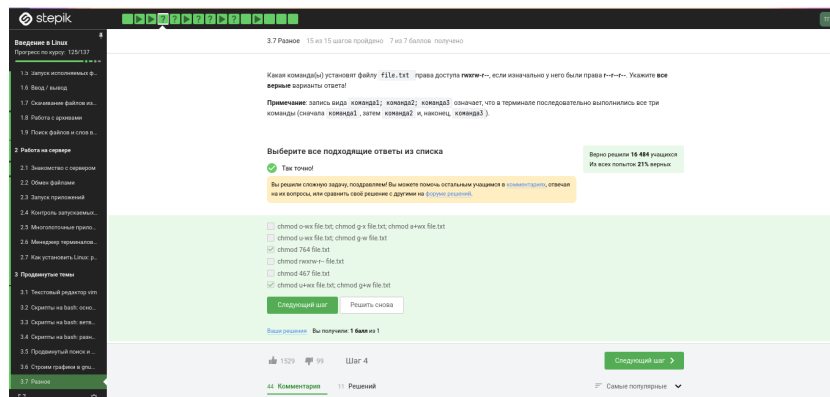 stepik
Введение в Linux
Прогресс по курсу: 125/137
1.5 Запуск исполняемых ф...
1.6 Ввод / вывод
1.7 Скачивание файлов из...
1.8 Работа с архивами
1.9 Поиск файлов и слов в...
2 Работа на сервере
2.1 Знакомство с сервером
2.2 Обмен файлами
2.3 Запуск приложений
2.4 Контроль запускаемых...
2.5 Многопоточные прило...
2.6 Менеджер терминалов...
2.7 Как установить Linux: р...
3 Продвинутые темы
3.1 Текстовый редактор vim
3.2 Скрипты на bash: осно...
3.3 Скрипты на bash: ветв...
3.4 Скрипты на bash: разн...
3.5 Продвинутый поиск и ...
3.6 Строим графики в gnu...
3.7 Разное
3.7 Разное 15 из 15 шагов пройдено 7 из 7 баллов получено
Какая команда(ы) установят файлу file.txt права доступа rwxrw-r--, если изначально у него были права r--r--r--. Укажите все
верные варианты ответа!
Примечание: запись вида команда1; команда2; команда3 означает, что в терминале последовательно выполнились все три
команды (сначала команда1, затем команда2 и, наконец, команда3).
Выберите все подходящие ответы из списка
Так точно!
Верно решили 16 484 учащихся
Из всех попыток 21% верных
Вы решили сложную задачу, поздравляем! Вы можете помочь остальным учащимся в комментариях, отвечая
на их вопросы, или сравнить своё решение с другими на форуме решений.
chmod o-wx file.txt; chmod g-x file.txt; chmod a+wx file.txt
chmod u-wx file.txt; chmod g-w file.txt
chmod 764 file.txt
chmod rwxrw-r-- file.txt
chmod 467 file.txt
chmod u+wx file.txt; chmod g+w file.txt
Следующий шаг Решить снова
Ваши решения Вы получили: 1 балл из 1
1529 99 Шаг 4 Следующий шаг
44 Комментария 11 Решений Самые популярные